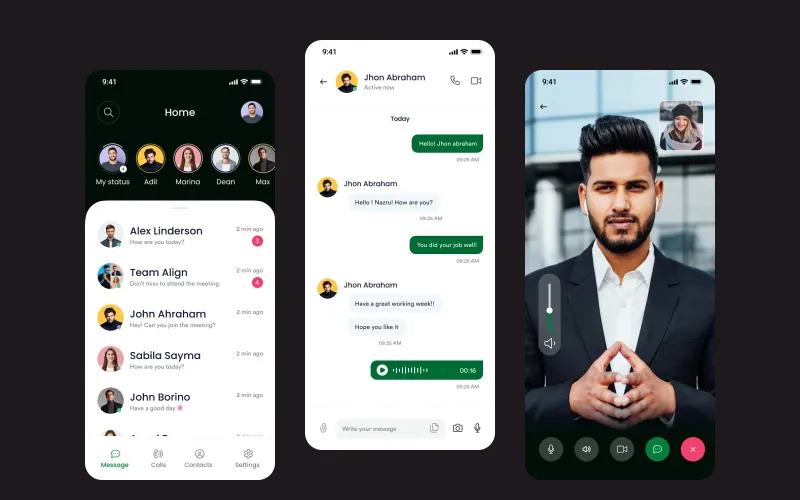 9:41
Home
My status
Adil
Marina
Dean
Max
Alex Linderson
2 min ago
How are you today?
3
Team Align
2 min ago
Don't miss to attend the meeting.
4
John Ahraham
2 min ago
Hey! Can you join the meeting?
Sabila Sayma
2 min ago
How are you today?
John Borino
2 min ago
Have a good day
Message
Calls
Contacts
Settings
9:41
Jhon Abraham
Active now
Today
Hello! Jhon abraham
09:25 AM
Jhon Abraham
Hello ! Nazrul How are you?
09:25 AM
You did your job well!
09:25 AM
Jhon Abraham
Have a great working week!!
Hope you like it
09:25 AM
00:16
09:25 AM
Write your message
9:41